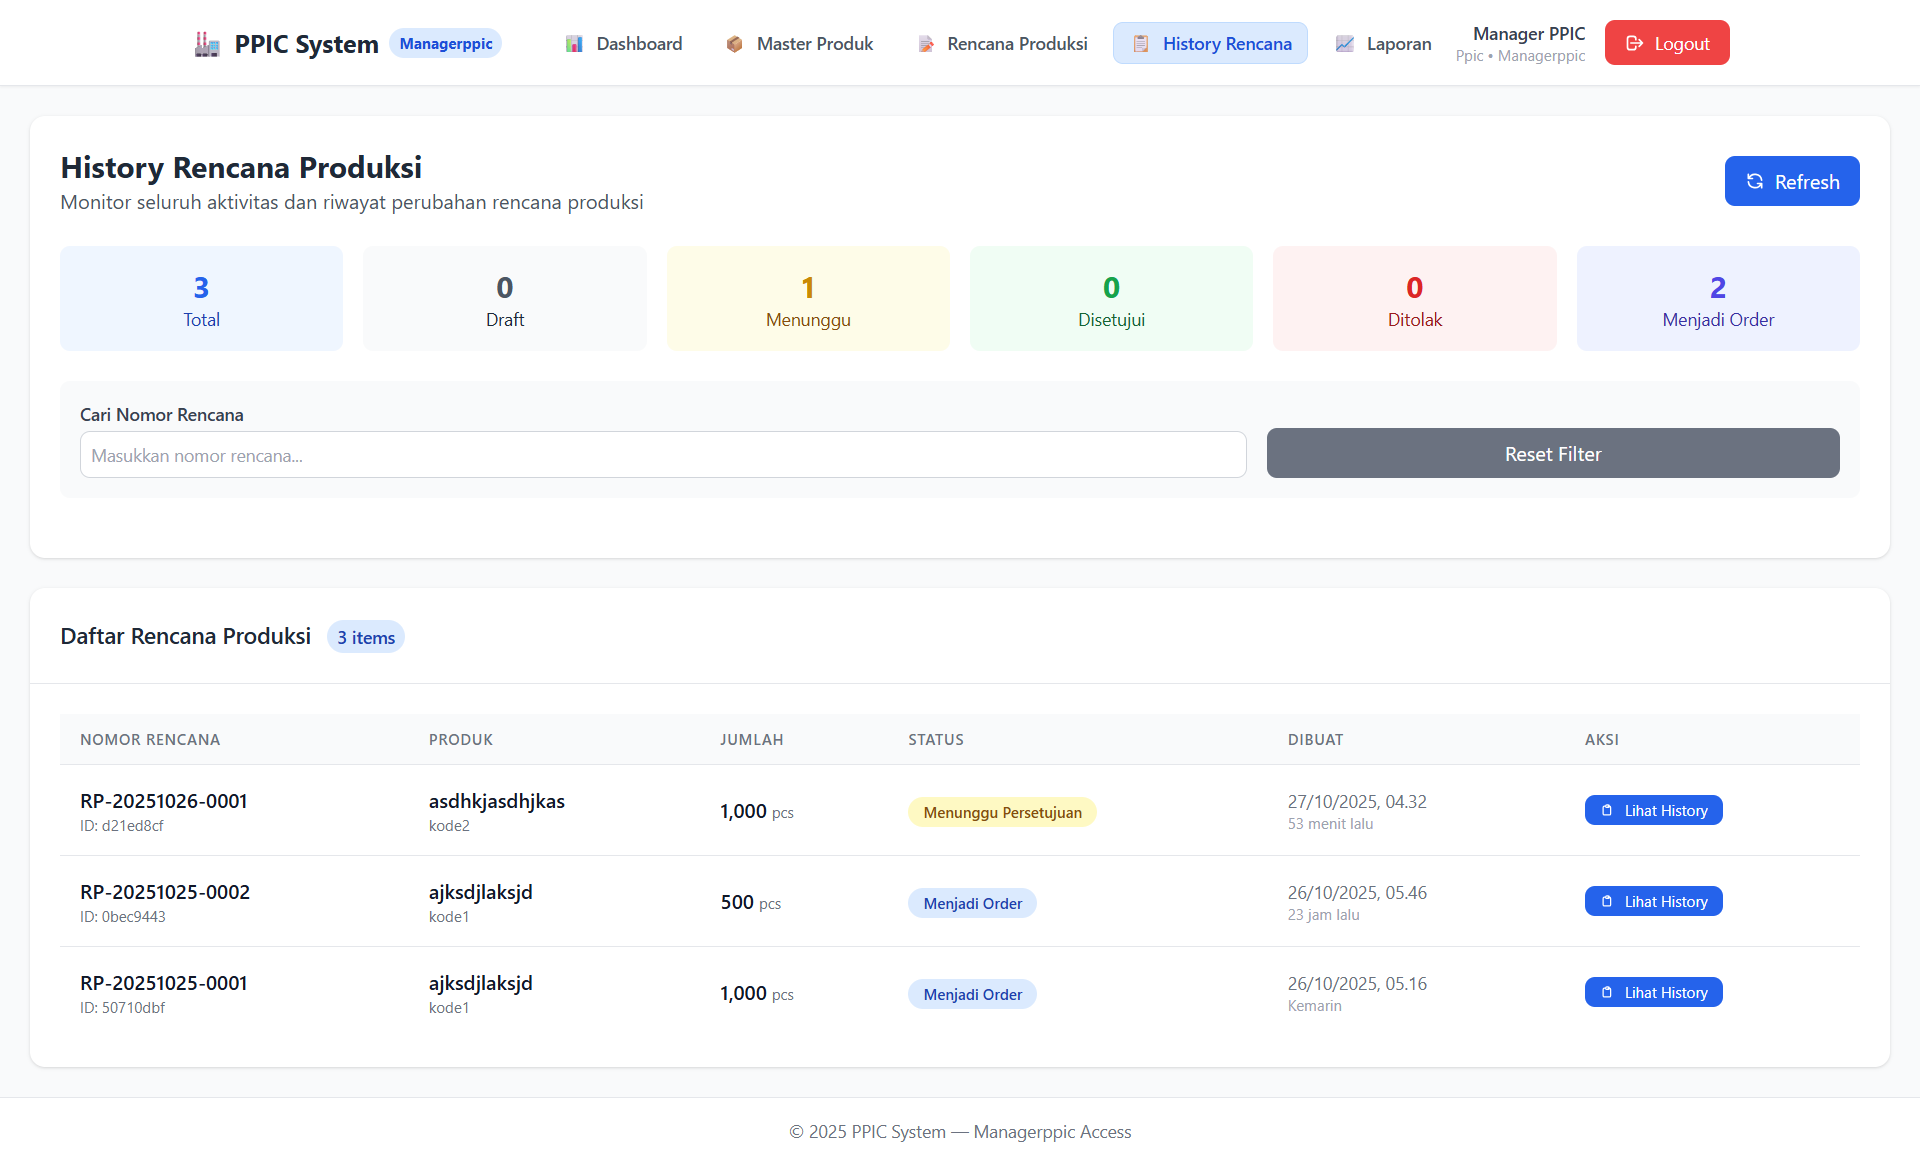 PPIC System Managerppic Dashboard Master Produk Rencana Produksi History Rencana Laporan Manager PPIC Logout
Ppic • Managerppic
History Rencana Produksi
Monitor seluruh aktivitas dan riwayat perubahan rencana produksi
Refresh
3 0 1 0 0 2
Total Draft Menunggu Disetujui Ditolak Menjadi Order
Cari Nomor Rencana
Masukkan nomor rencana... Reset Filter
Daftar Rencana Produksi 3 items
NOMOR RENCANA PRODUK JUMLAH STATUS DIBUAT AKSI
RP-20251026-0001 asdhkjasdhjkas 1,000 pcs Menunggu Persetujuan 27/10/2025, 04.32 Lihat History
ID: d21ed8cf kode2 53 menit lalu
RP-20251025-0002 ajksdjlaksjd 500 pcs Menjadi Order 26/10/2025, 05.46 Lihat History
ID: 0bec9443 kode1 23 jam lalu
RP-20251025-0001 ajksdjlaksjd 1,000 pcs Menjadi Order 26/10/2025, 05.16 Lihat History
ID: 50710dbf kode1 Kemarin
© 2025 PPIC System — Managerppic Access